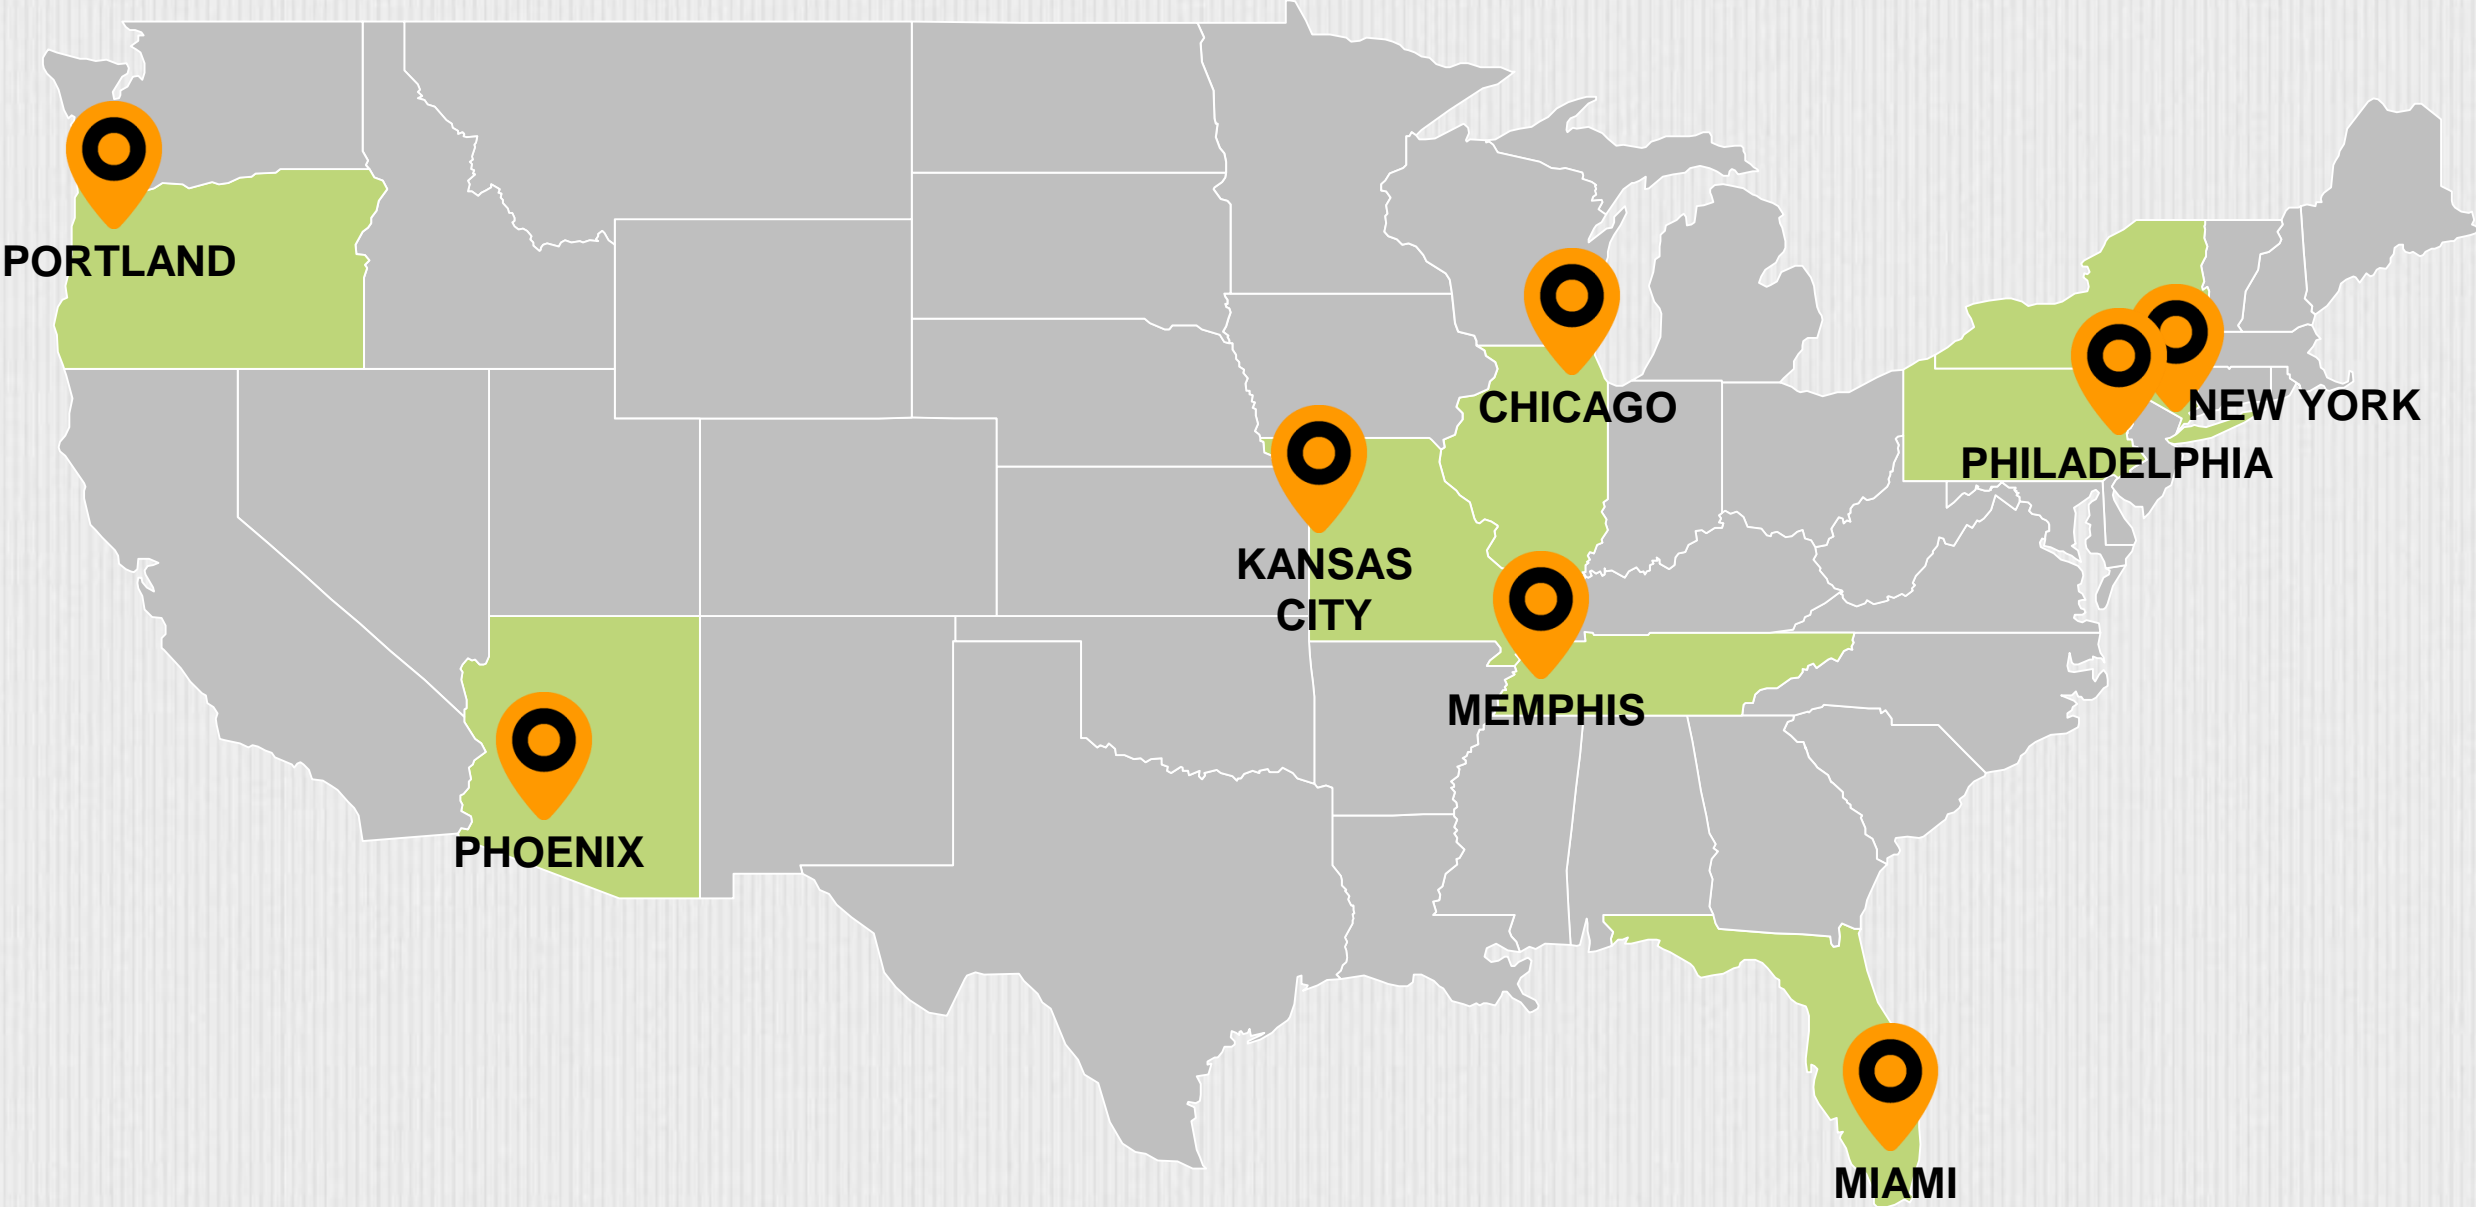 PORTLAND
CHICAGO
NEW YORK
PHILADELPHIA
KANSAS
CITY
MEMPHIS
PHOENIX
MIAMI